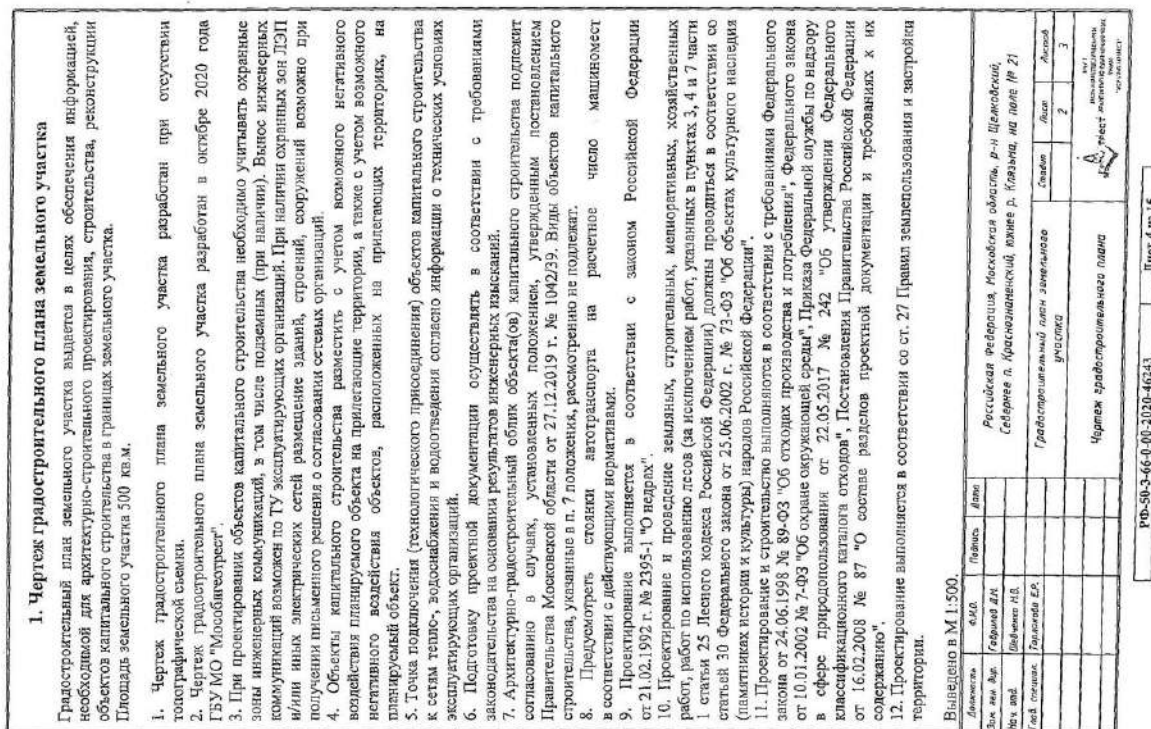 1. Чертеж градостроительного плана земельного участка
Градостроительный план земельного участка выдается в целях обеспечения информацией,
необходимой для архитектурно-строительного проектирования, строительства, реконструкции
объектов капитального строительства в границах земельного участка.
Площадь земельного участка 500 кв.м.
1. Чертеж градостроительного плана земельного участка разработан при отсутствии
топографической съемки.
2. Чертеж градостроительного плана земельного участка разработан в октябре 2020 года
ГБУ МО "Мособлгеотрест".
3. При проектировании объектов капитального строительства необходимо учитывать охранные
зоны инженерных коммуникаций, в том числе подземных (при наличии). Вынос инженерных
коммуникаций возможен по ТУ эксплуатирующих организаций. При наличии охранных зон ЛЭП
и/или иных электрических сетей размещение зданий, строений, сооружений возможно при
получении письменного решения о согласовании сетевых организаций.
4. Объекты капитального строительства разместить с учетом возможного негативного
воздействия планируемого объекта на прилегающие территории, а также с учетом возможного
негативного воздействия объектов, расположенных на прилегающих территориях, на
планируемый объект.
5. Точка подключения (технологического присоединения) объектов капитального строительства
к сетям тепло-, водоснабжения и водоотведения согласно информации о технических условиях
эксплуатирующих организаций.
6. Подготовку проектной документации осуществлять в соответствии с требованиями
законодательства на основании результатов инженерных изысканий.
7. Архитектурно-градостроительный облик объекта(ов) капитального строительства подлежит
согласованию в случаях, установленных положением, утвержденным постановлением
Правительства Московской области от 27.12.2019 г. № 1042/39. Виды объектов капитального
строительства, указанные в п. 7 положения, рассмотрению не подлежат.
8. Предусмотреть стоянки автотранспорта на расчетное число машиномест
в соответствии с действующими нормативами.
9. Проектирование выполняется в соответствии с законом Российской Федерации
от 21.02.1992 г. № 2395-1 "О недрах".
10. Проектирование и проведение земляных, строительных, мелиоративных, хозяйственных
работ, работ по использованию лесов (за исключением работ, указанных в пунктах 3, 4 и 7 части
1 статьи 25 Лесного кодекса Российской Федерации) должны проводиться в соответствии со
статьей 30 Федерального закона от 25.06.2002 г. № 73-ФЗ "Об объектах культурного наследия
(памятниках истории и культуры) народов Российской Федерации".
11. Проектирование и строительство выполняются в соответствии с требованиями Федерального
закона от 24.06.1998 № 89-ФЗ "Об отходах производства и потребления", Федерального закона
от 10.01.2002 № 7-ФЗ "Об охране окружающей среды", Приказа Федеральной службы по надзору
в сфере природопользования от 22.05.2017 № 242 "Об утверждении Федерального
классификационного каталога отходов", Постановления Правительства Российской Федерации
от 16.02.2008 № 87 "О составе разделов проектной документации и требованиях к их
содержанию".
12. Проектирование выполняется в соответствии со ст. 27 Правил землепользования и застройки
территории.
Выведено в М 1:500.
Должность Ф.И.О. Подпись Дата
Зам. нач. Гаврилов Д.Н.
Нач. отд. Шевченко Н.В.
Глав. специал. Е.Р.
Российская Федерация, Московская область, р-н Щелковский,
Севернее п. Краснознаменский, южнее р. Клязьма, на поле № 21
Градостроительный план земельного
участка
Стадия Лист Листов
2 3
Чертеж градостроительного плана
РФ-50-3-66-0-00-2020-46243
Лист 4 из 15